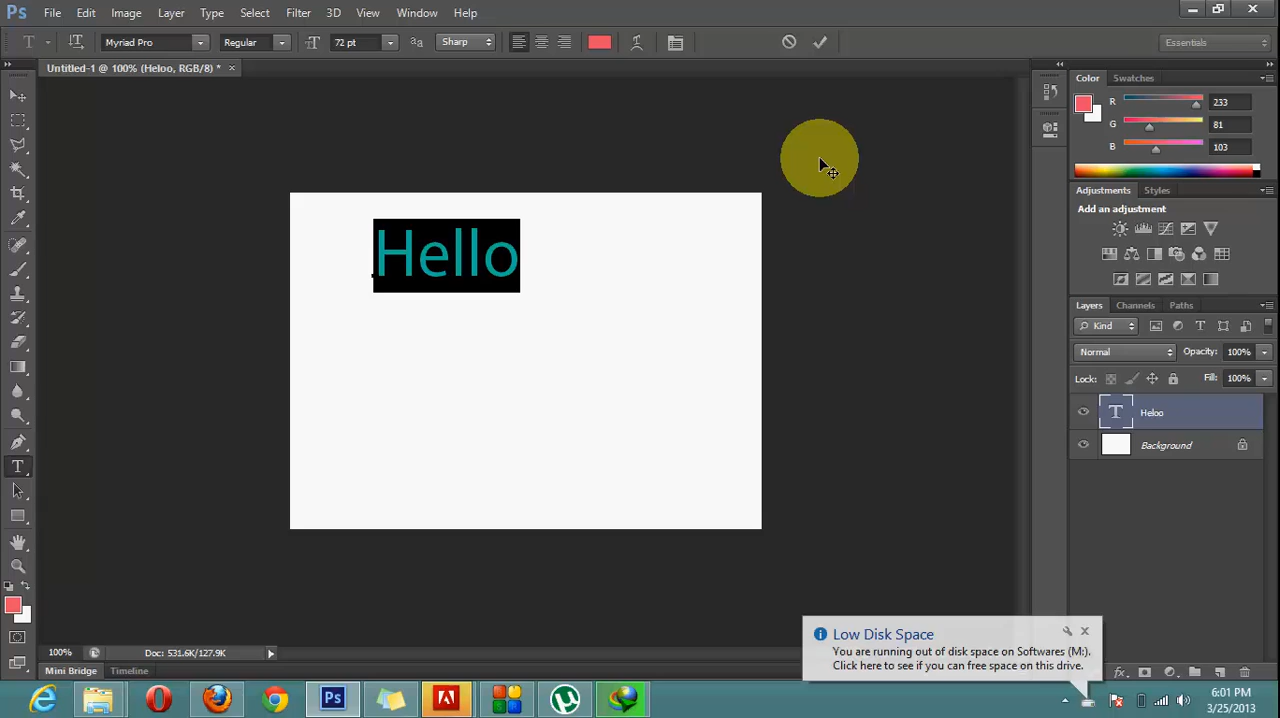 Ps File Edit Image Layer Type Select Filter 3D View Window Help
T Myriad Pro Regular 72 pt aa Sharp Essentials
Untitled-1 @ 100% (Heloo, RGB/8) * ×
Color Swatches
R 233
G 81
B 103
Adjustments Styles
Add an adjustment
Hello
Layers Channels Paths
Kind
Normal Opacity: 100%
Lock: Fill: 100%
T Heloo
Background
100% Doc: 531.6K/127.9K
Mini Bridge Timeline
Low Disk Space
You are running out of disk space on Softwares (M:).
Click here to see if you can free space on this drive.
fx
Ps
6:01 PM
3/25/2013